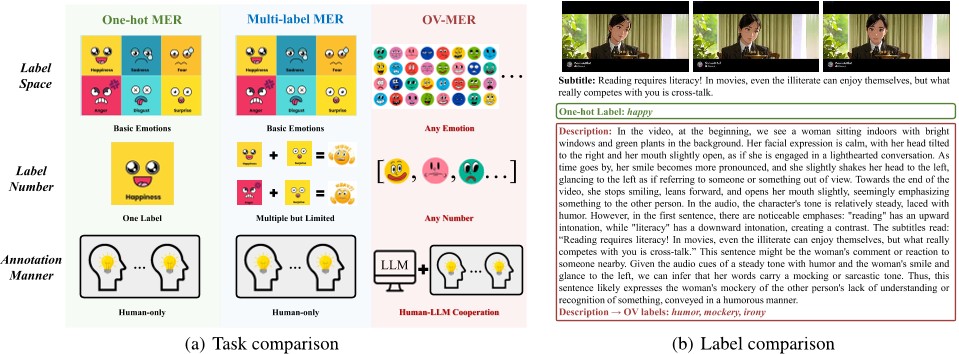 One-hot MER
Multi-label MER
OV-MER
Label
Space
Happiness
Sadness
Fear
Anger
Disgust
Surprise
Happiness
Sadness
Fear
Anger
Disgust
Surprise
...
Basic Emotions
Basic Emotions
Any Emotion
Label
Number
Happiness
Happiness + Surprise =
Anger + Surprise =
[ , , ...]
One Label
Multiple but Limited
Any Number
Annotation
Manner
...
...
LLM + ...
Human-only
Human-only
Human-LLM Cooperation
(a) Task comparison
Subtitle: Reading requires literacy! In movies, even the illiterate can enjoy themselves, but what
really competes with you is cross-talk.
One-hot Label: happy
Description: In the video, at the beginning, we see a woman sitting indoors with bright
windows and green plants in the background. Her facial expression is calm, with her head tilted
to the right and her mouth slightly open, as if she is engaged in a lighthearted conversation. As
time goes by, her smile becomes more pronounced, and she slightly shakes her head to the left,
glancing to the left as if referring to someone or something out of view. Towards the end of the
video, she stops smiling, leans forward, and opens her mouth slightly, seemingly emphasizing
something to the other person. In the audio, the character's tone is relatively steady, laced with
humor. However, in the first sentence, there are noticeable emphases: "reading" has an upward
intonation, while "literacy" has a downward intonation, creating a contrast. The subtitles read:
“Reading requires literacy! In movies, even the illiterate can enjoy themselves, but what really
competes with you is cross-talk.” This sentence might be the woman's comment or reaction to
someone nearby. Given the audio cues of a steady tone with humor and the woman's smile and
glance to the left, we can infer that her words carry a mocking or sarcastic tone. Thus, this
sentence likely expresses the woman's mockery of the other person's lack of understanding or
recognition of something, conveyed in a humorous manner.
Description → OV labels: humor, mockery, irony
(b) Label comparison